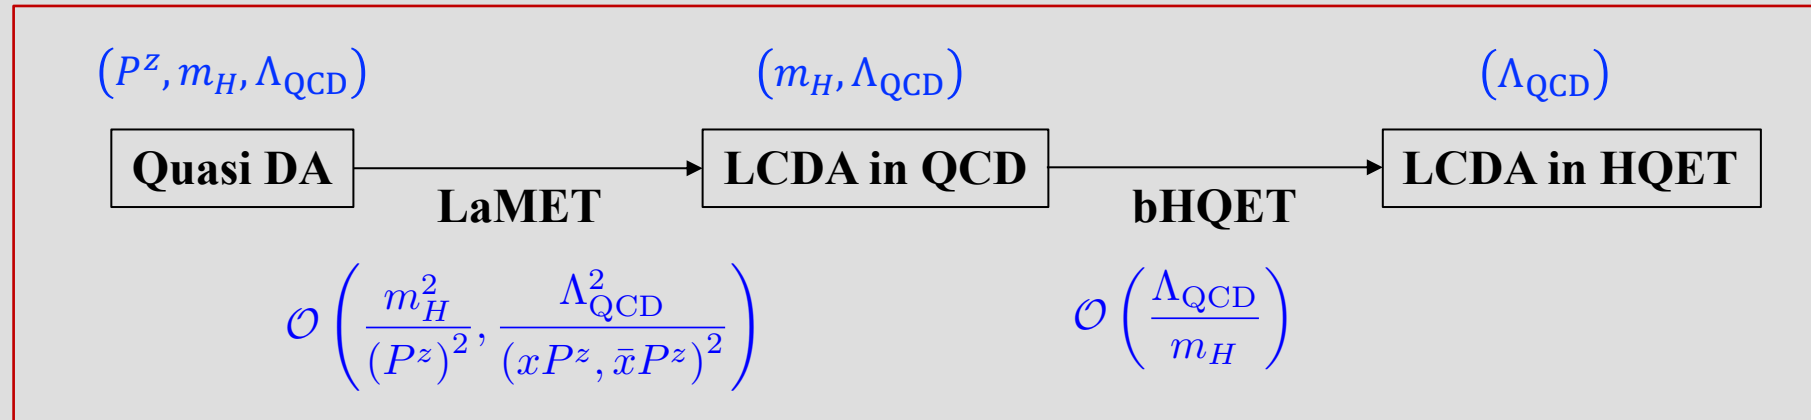 (P^z, m_H, Λ_QCD) (m_H, Λ_QCD) (Λ_QCD)
Quasi DA LCDA in QCD LCDA in HQET
LaMET bHQET
𝒪(m_H^2/(P^z)^2, Λ_QCD^2/(xP^z, x̄P^z)^2) 𝒪(Λ_QCD/m_H)